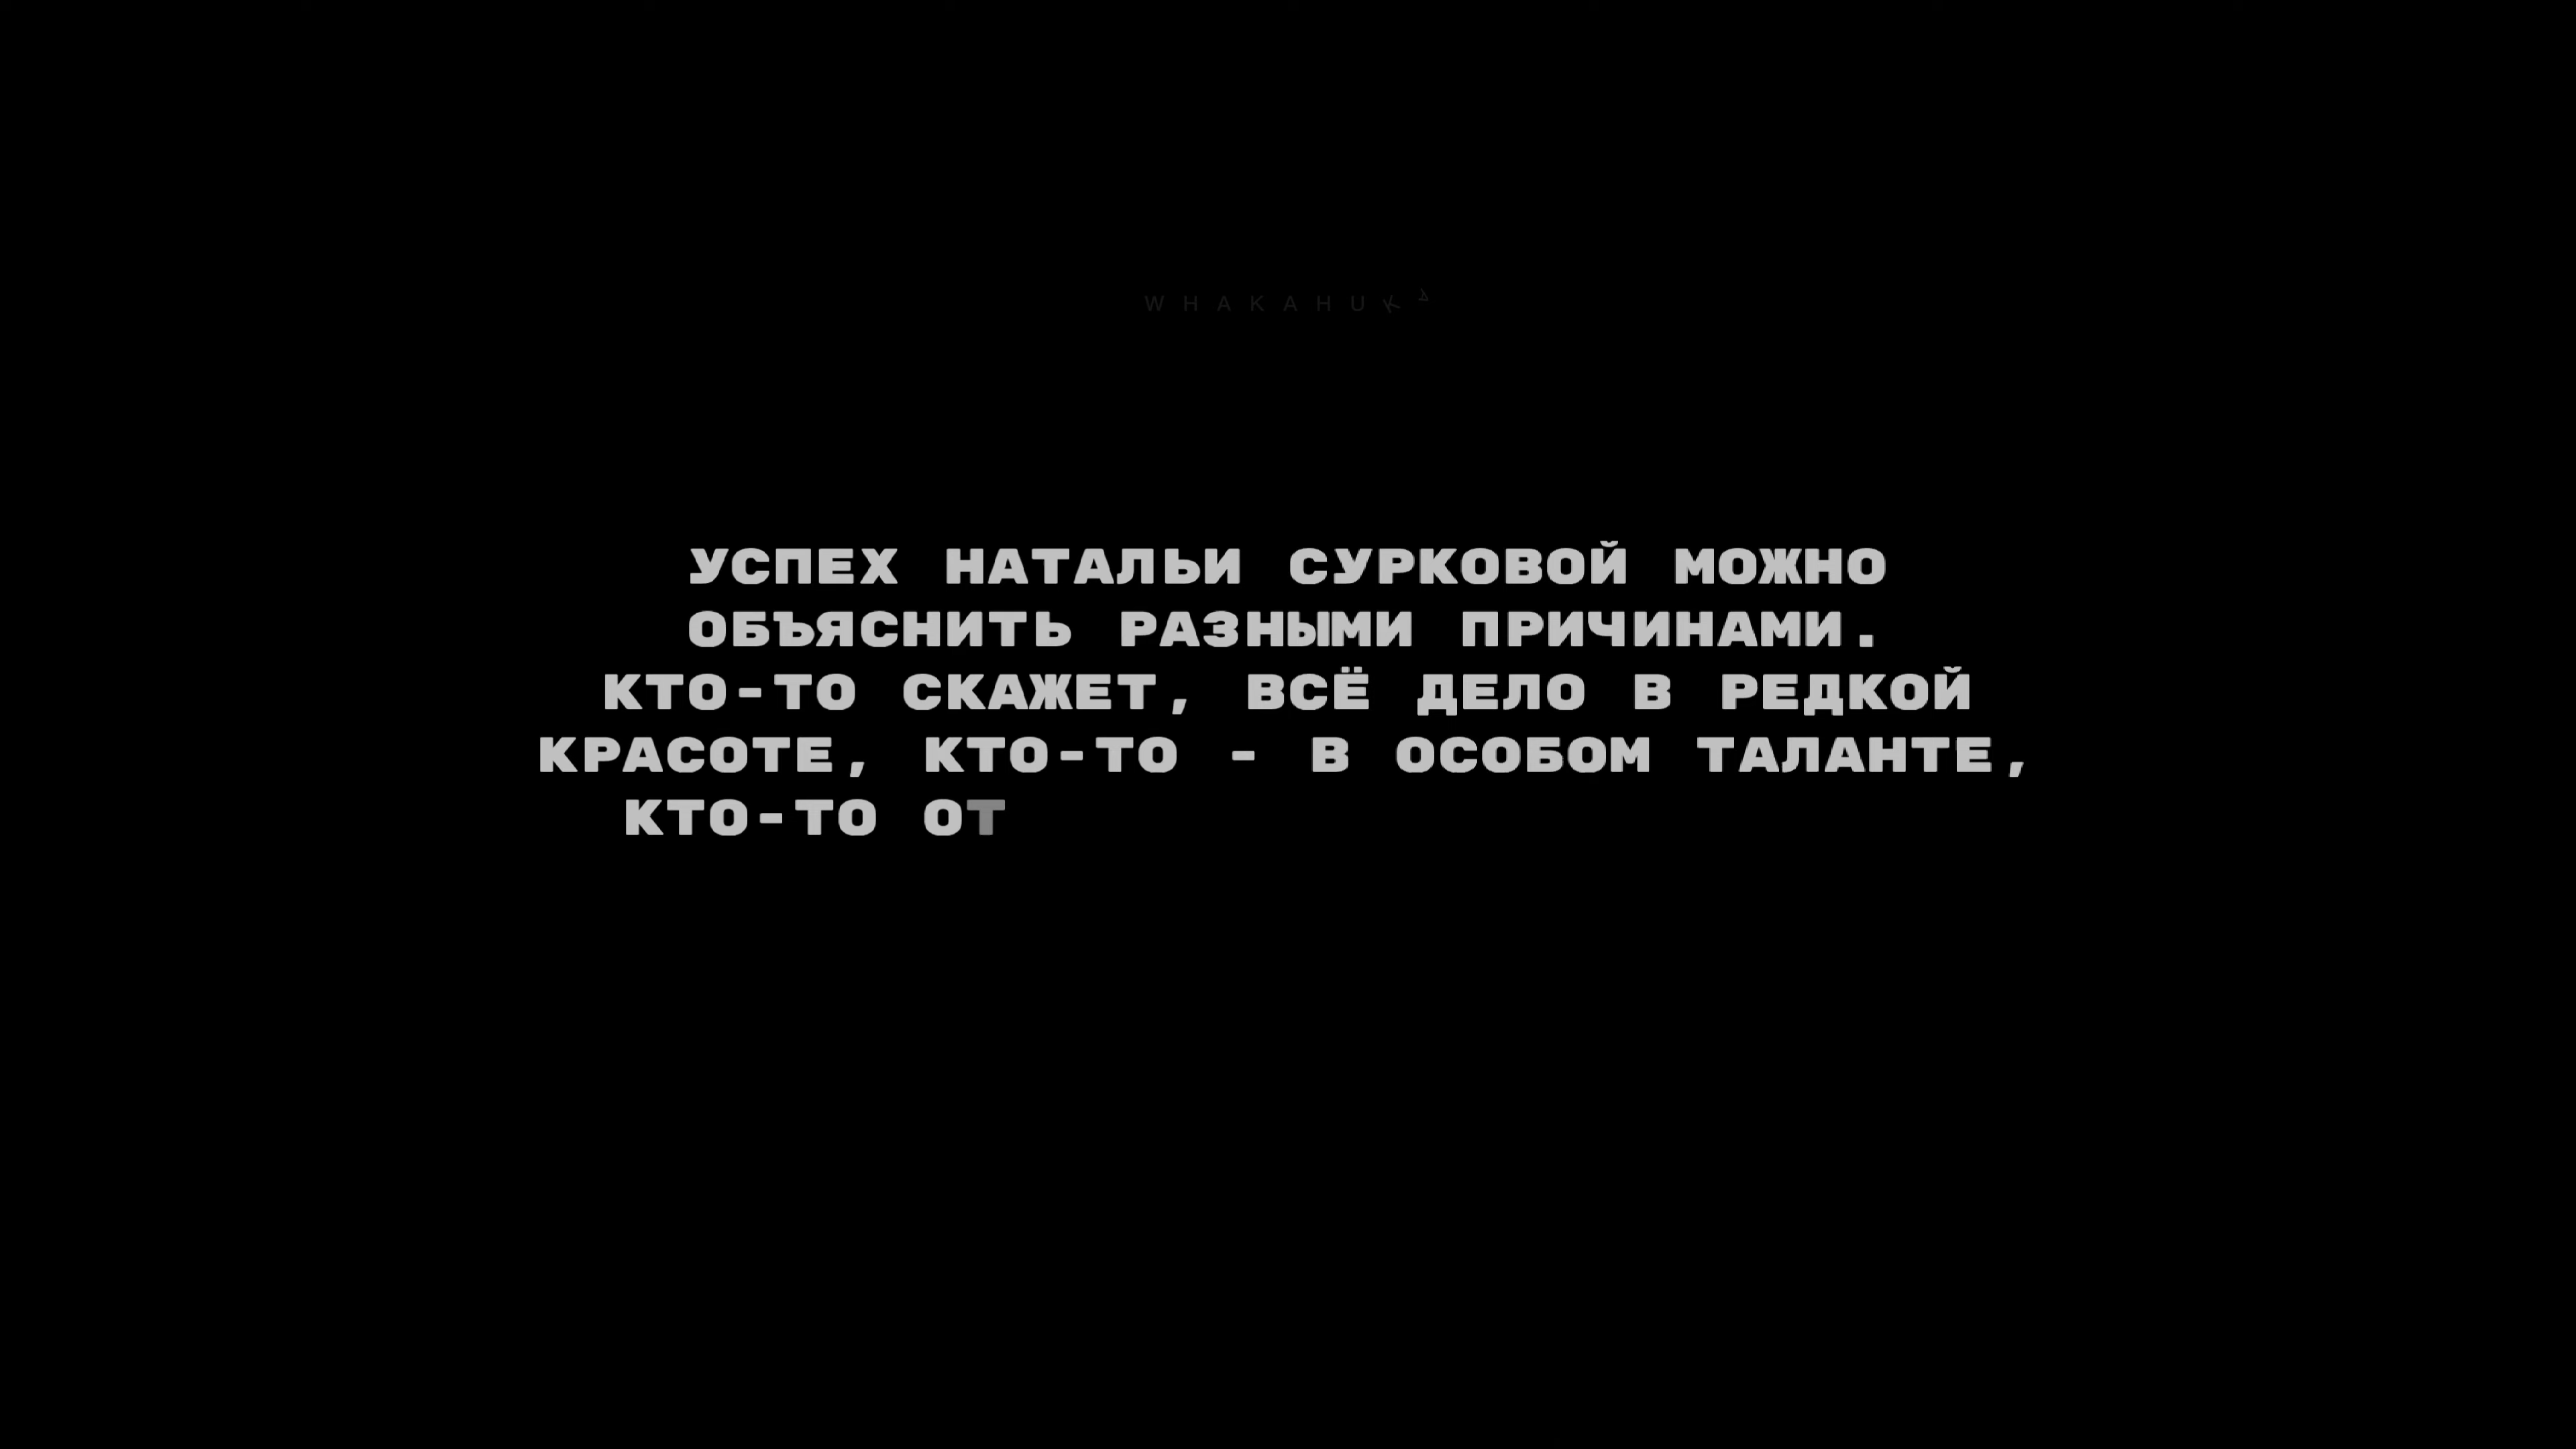 WHAKAHUKA
УСПЕХ НАТАЛЬИ СУРКОВОЙ МОЖНО
ОБЪЯСНИТЬ РАЗНЫМИ ПРИЧИНАМИ.
КТО-ТО СКАЖЕТ, ВСЁ ДЕЛО В РЕДКОЙ
КРАСОТЕ, КТО-ТО - В ОСОБОМ ТАЛАНТЕ,
КТО-ТО ОТ